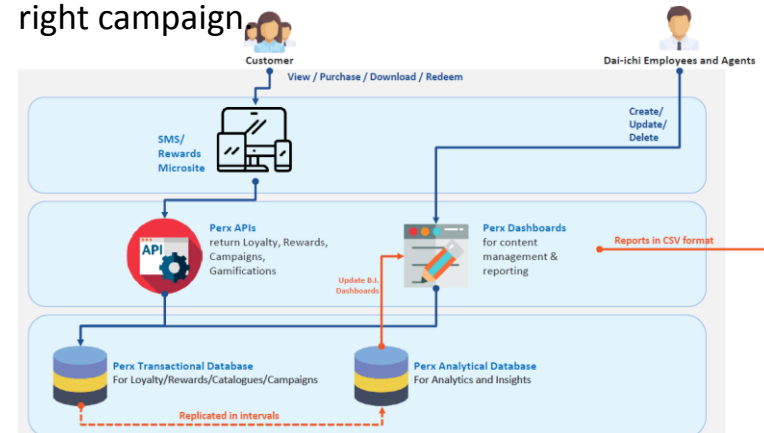 right campaign.
Customer
Dai-ichi Employees and Agents
View / Purchase / Download / Redeem
Create/
Update/
Delete
SMS/
Rewards
Microsite
Perx APIs
return Loyalty, Rewards,
Campaigns,
Gamifications
API
Perx Dashboards
for content
management &
reporting
Reports in CSV format
Update B.I.
Dashboards
Perx Transactional Database
For Loyalty/Rewards/Catalogues/Campaigns
Perx Analytical Database
For Analytics and Insights
Replicated in intervals